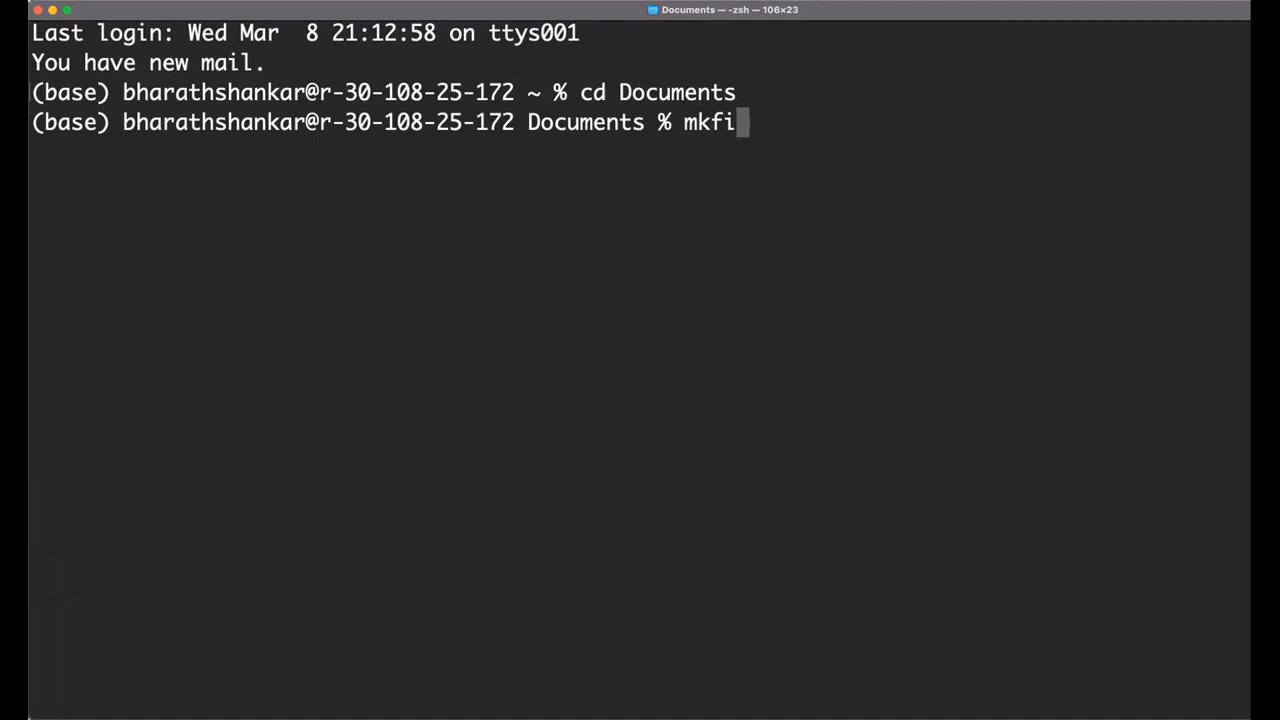 Documents — -zsh — 106×23
Last login: Wed Mar  8 21:12:58 on ttys001
You have new mail.
(base) bharathshankar@r-30-108-25-172 ~ % cd Documents
(base) bharathshankar@r-30-108-25-172 Documents % mkfi